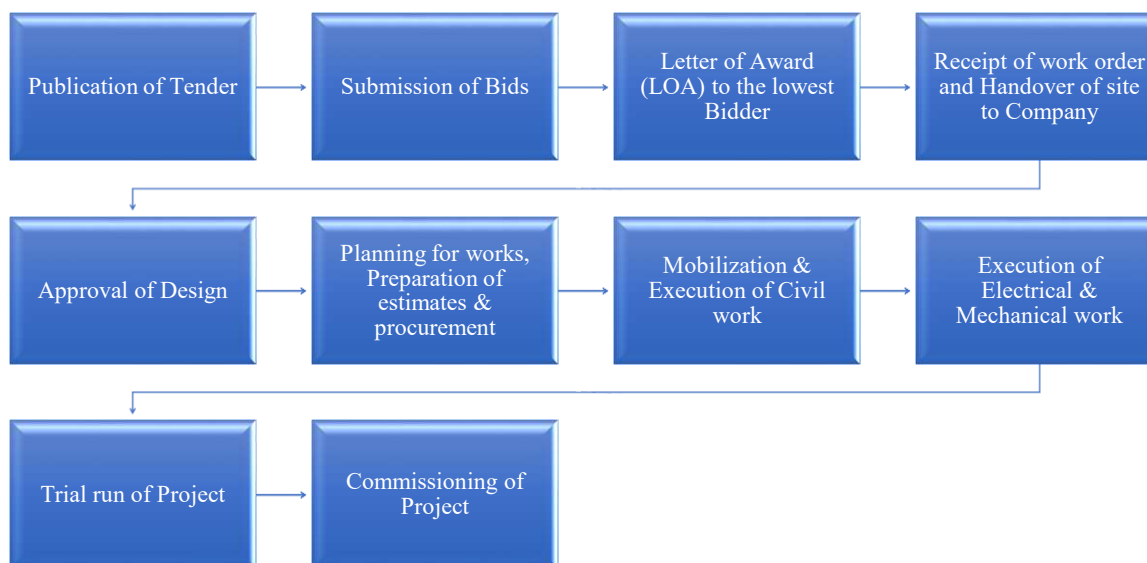 Publication of Tender
Submission of Bids
Letter of Award
(LOA) to the lowest
Bidder
Receipt of work order
and Handover of site
to Company
Approval of Design
Planning for works,
Preparation of
estimates &
procurement
Mobilization &
Execution of Civil
work
Execution of
Electrical &
Mechanical work
Trial run of Project
Commissioning of
Project